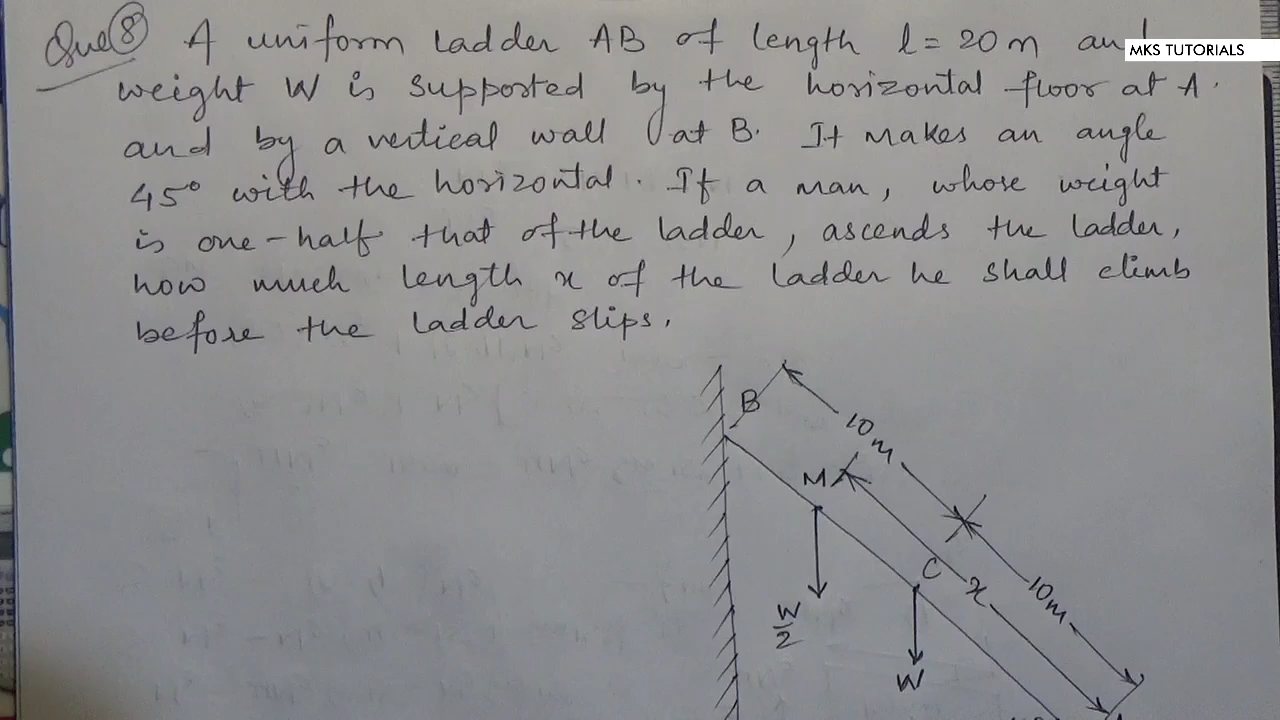 Que 8 A uniform ladder AB of length l = 20 m and
MKS TUTORIALS
weight W is supported by the horizontal floor at A.
and by a vertical wall at B. It makes an angle
45° with the horizontal. If a man, whose weight
is one-half that of the ladder, ascends the ladder,
how much length x of the ladder he shall climb
before the ladder slips.
B
10m
M
C
x
10m
W/2
W